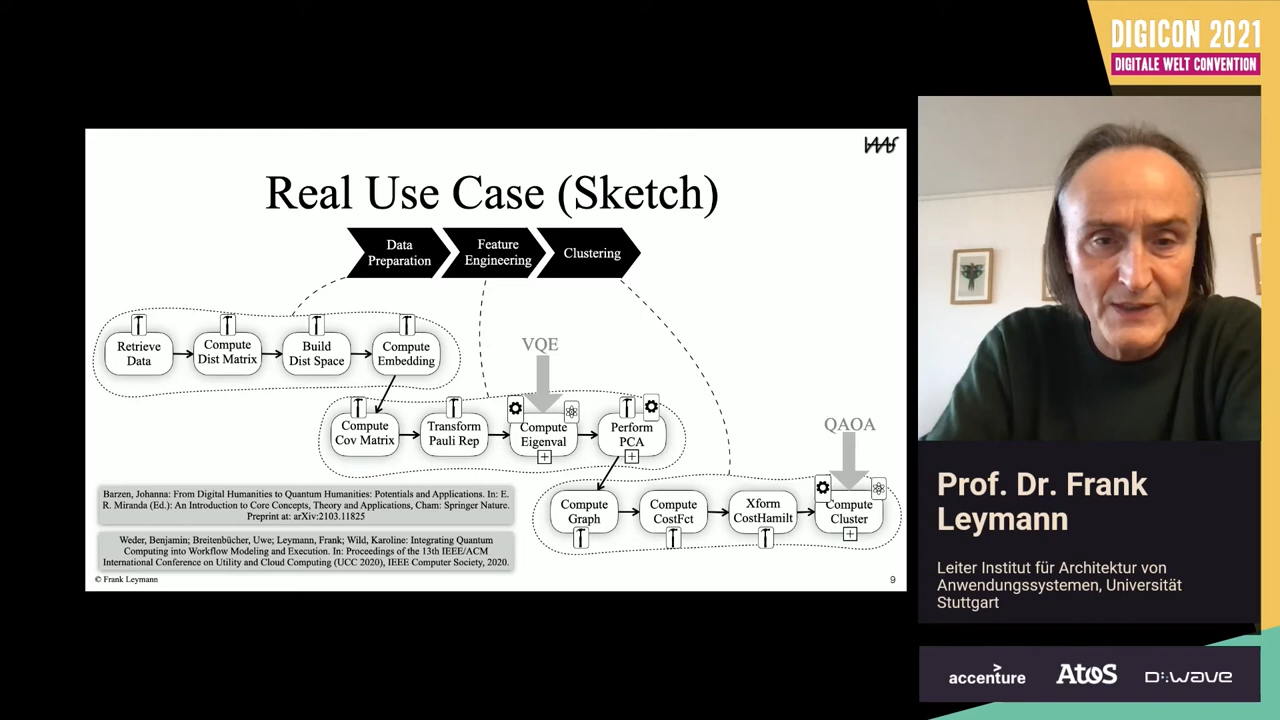 DIGICON 2021
DIGITALE WELT CONVENTION
IAAS
Real Use Case (Sketch)
Data
Preparation
Feature
Engineering
Clustering
Retrieve
Data
Compute
Dist Matrix
Build
Dist Space
Compute
Embedding
VQE
Compute
Cov Matrix
Transform
Pauli Rep
Compute
Eigenval
Perform
PCA
QAOA
Compute
Graph
Compute
CostFct
Xform
CostHamilt
Compute
Cluster
Barzen, Johanna: From Digital Humanities to Quantum Humanities: Potentials and Applications. In: E.
R. Miranda (Ed.): An Introduction to Core Concepts, Theory and Applications, Cham: Springer Nature.
Preprint at: arXiv:2103.11825
Weder, Benjamin; Breitenbücher, Uwe; Leymann, Frank; Wild, Karoline: Integrating Quantum
Computing into Workflow Modeling and Execution. In: Proceedings of the 13th IEEE/ACM
International Conference on Utility and Cloud Computing (UCC 2020), IEEE Computer Society, 2020.
© Frank Leymann
9
Prof. Dr. Frank
Leymann
Leiter Institut für Architektur von
Anwendungssystemen, Universität
Stuttgart
accenture
Atos
D:wave